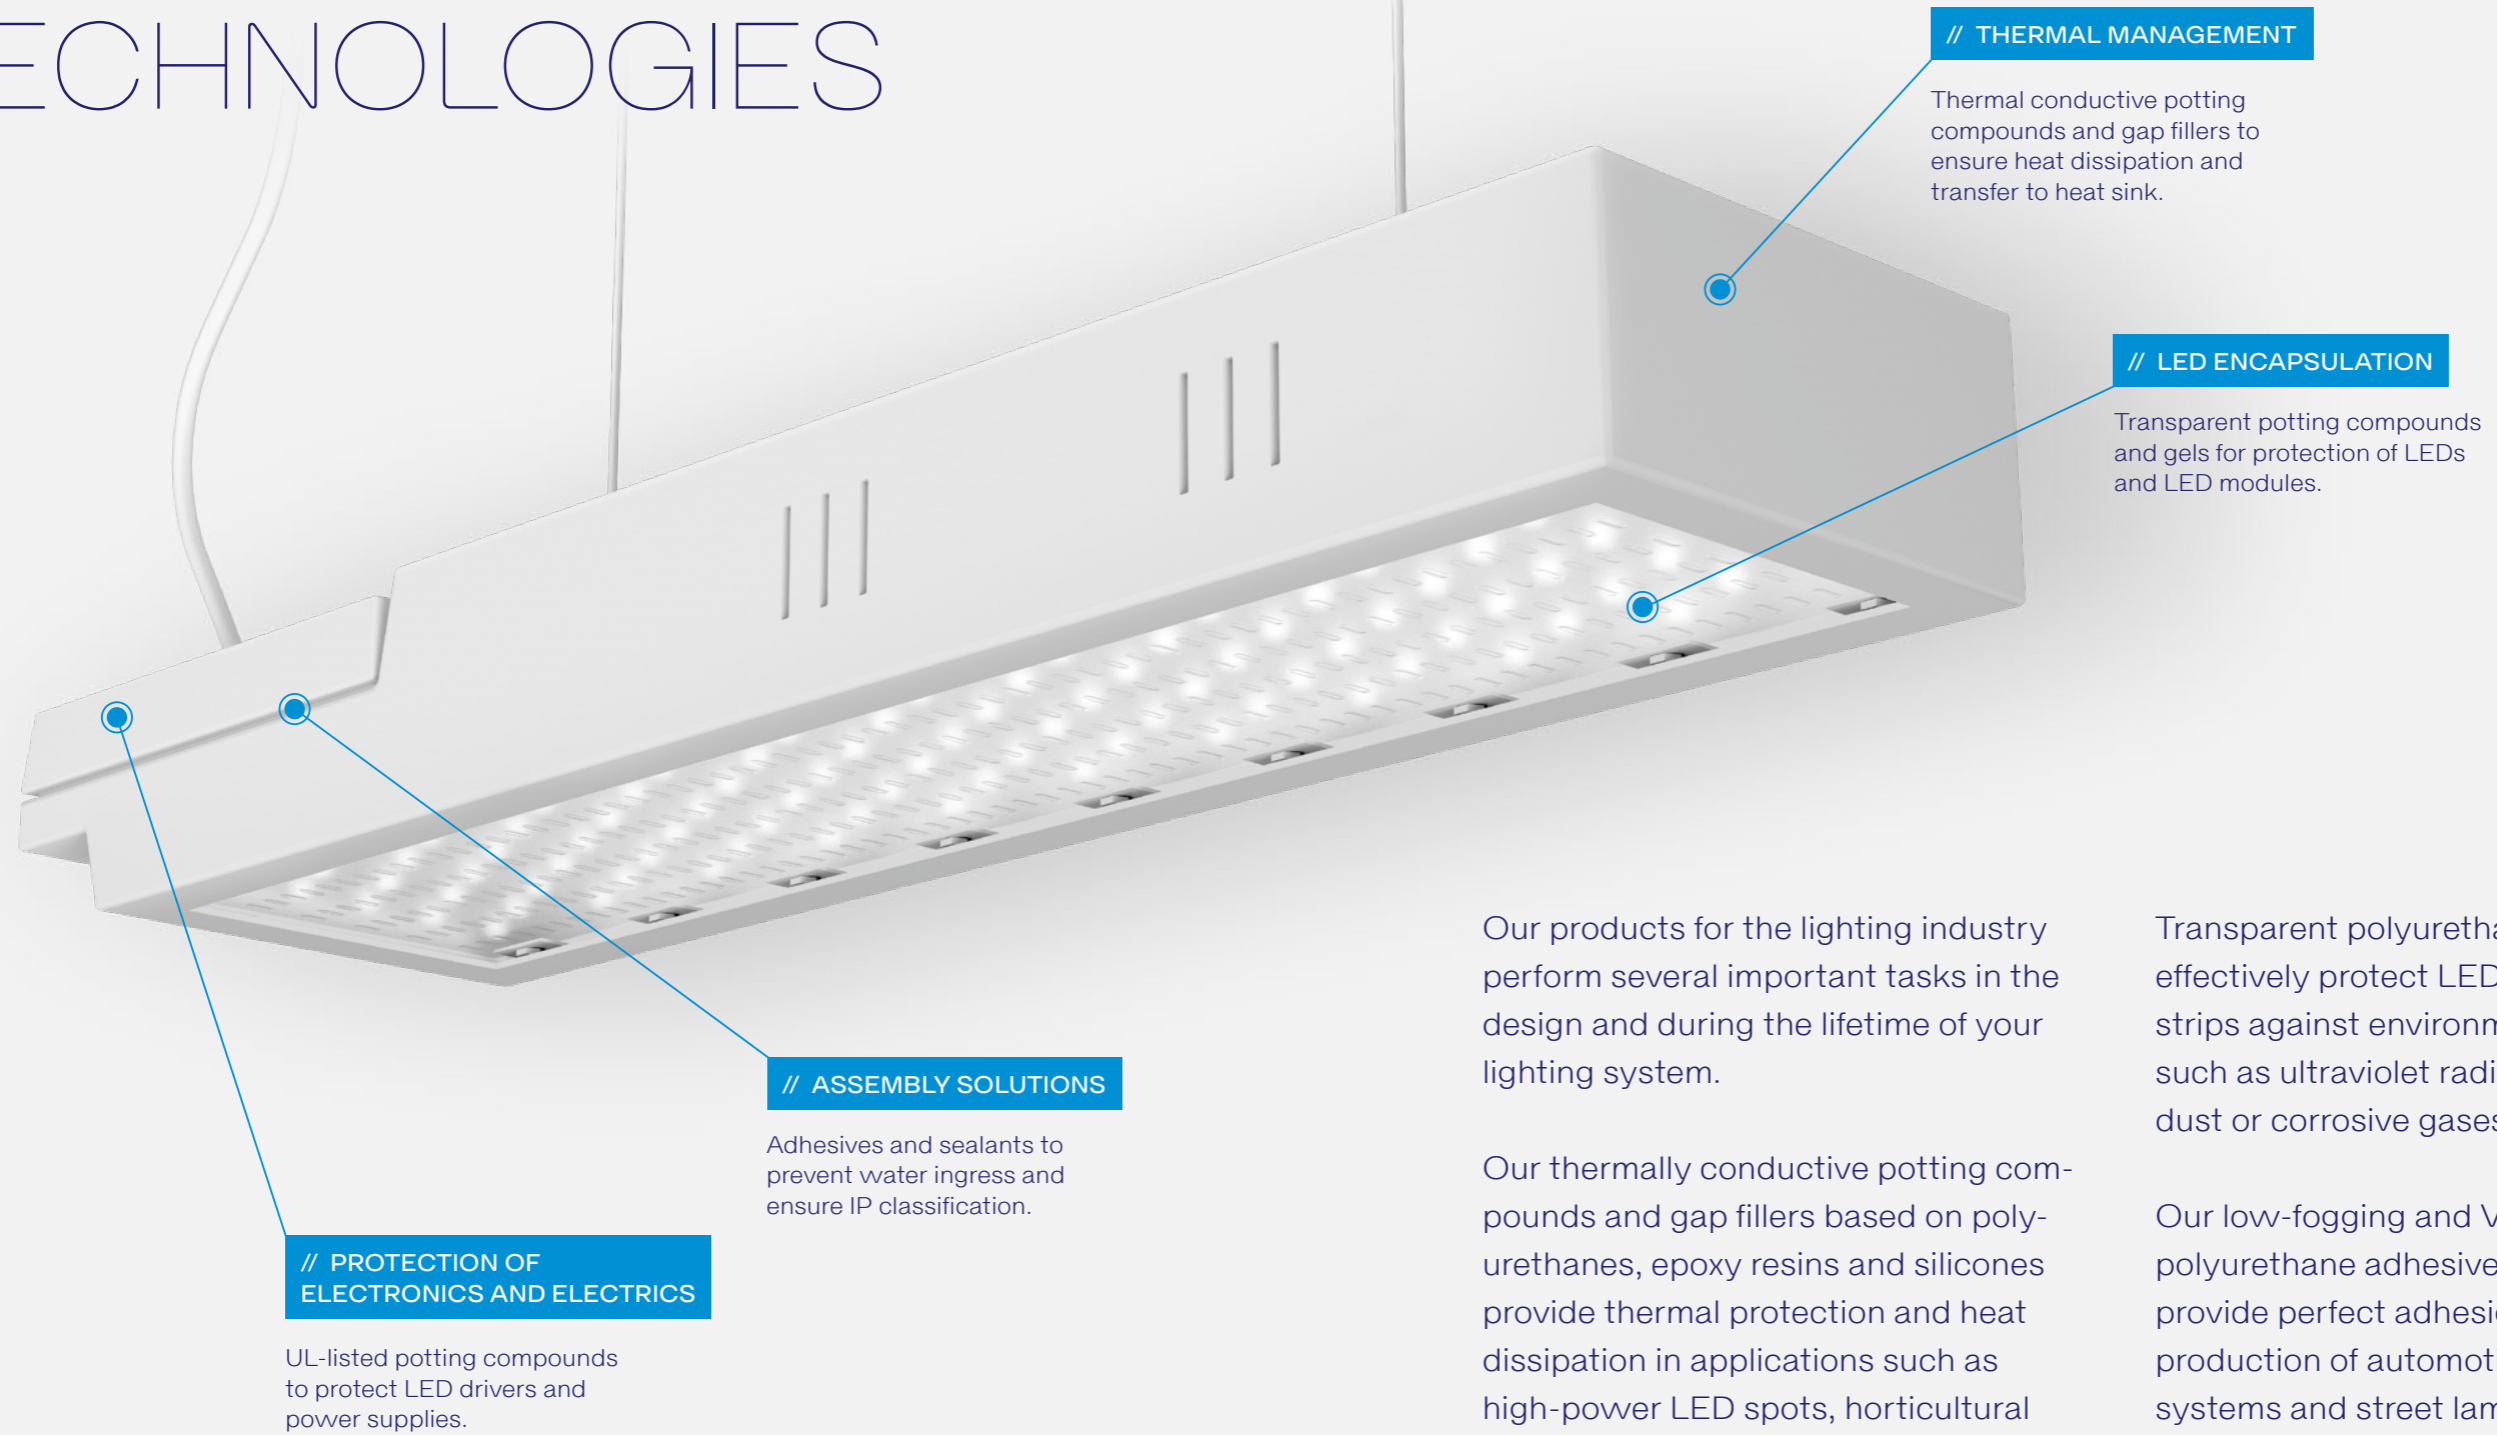 ECHNOLOGIES
// THERMAL MANAGEMENT
Thermal conductive potting
compounds and gap fillers to
ensure heat dissipation and
transfer to heat sink.
// LED ENCAPSULATION
Transparent potting compounds
and gels for protection of LEDs
and LED modules.
// ASSEMBLY SOLUTIONS
Adhesives and sealants to
prevent water ingress and
ensure IP classification.
// PROTECTION OF
ELECTRONICS AND ELECTRICS
UL-listed potting compounds
to protect LED drivers and
power supplies.
Our products for the lighting industry
perform several important tasks in the
design and during the lifetime of your
lighting system.
Our thermally conductive potting com-
pounds and gap fillers based on poly-
urethanes, epoxy resins and silicones
provide thermal protection and heat
dissipation in applications such as
high-power LED spots, horticultural
Transparent polyuretha
effectively protect LED
strips against environm
such as ultraviolet radi
dust or corrosive gases
Our low-fogging and V
polyurethane adhesive
provide perfect adhesi
production of automoti
systems and street lam